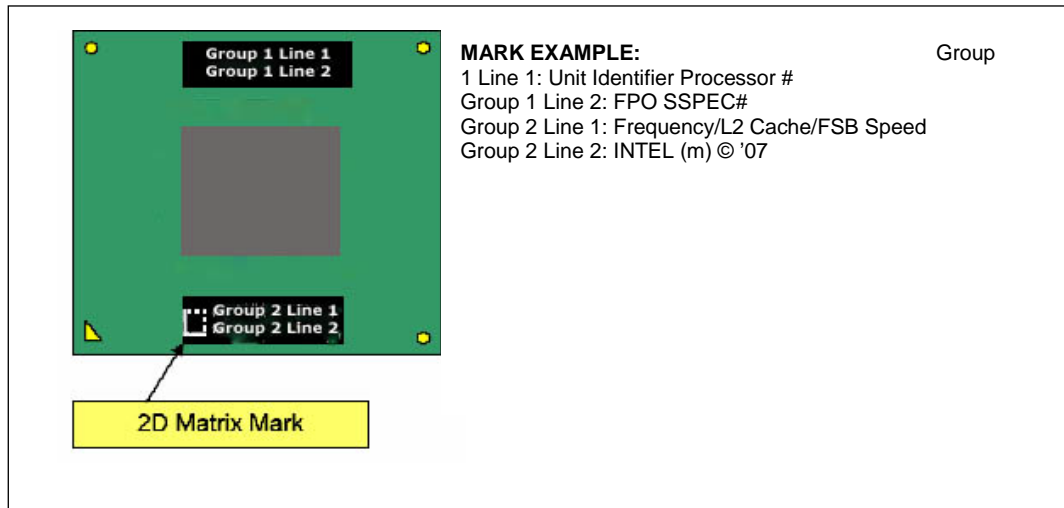 Group 1 Line 1
Group 1 Line 2
Group 2 Line 1
Group 2 Line 2
2D Matrix Mark
MARK EXAMPLE: Group
1 Line 1: Unit Identifier Processor #
Group 1 Line 2: FPO SSPEC#
Group 2 Line 1: Frequency/L2 Cache/FSB Speed
Group 2 Line 2: INTEL (m) © '07